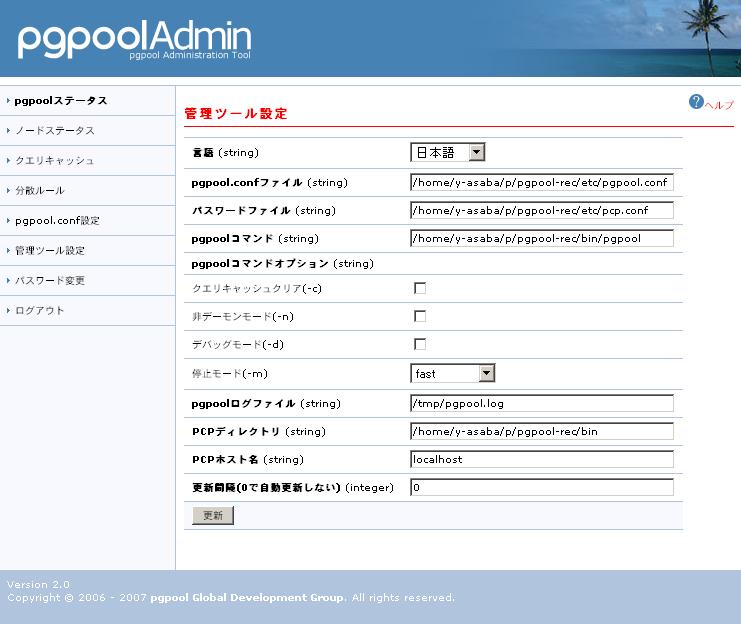 pgpoolAdmin
pgpool Administration Tool
pgpoolステータス
ノードステータス
クエリキャッシュ
分散ルール
pgpool.conf設定
管理ツール設定
パスワード変更
ログアウト
管理ツール設定
?ヘルプ
言語 (string) 日本語
pgpool.confファイル (string) /home/y-asaba/p/pgpool-rec/etc/pgpool.conf
パスワードファイル (string) /home/y-asaba/p/pgpool-rec/etc/pcp.conf
pgpoolコマンド (string) /home/y-asaba/p/pgpool-rec/bin/pgpool
pgpoolコマンドオプション (string)
クエリキャッシュクリア(-c)
非デーモンモード(-n)
デバッグモード(-d)
停止モード(-m) fast
pgpoolログファイル (string) /tmp/pgpool.log
PCPディレクトリ (string) /home/y-asaba/p/pgpool-rec/bin
PCPホスト名 (string) localhost
更新間隔(0で自動更新しない) (integer) 0
更新
Version 2.0
Copyright © 2006 - 2007 pgpool Global Development Group. All rights reserved.